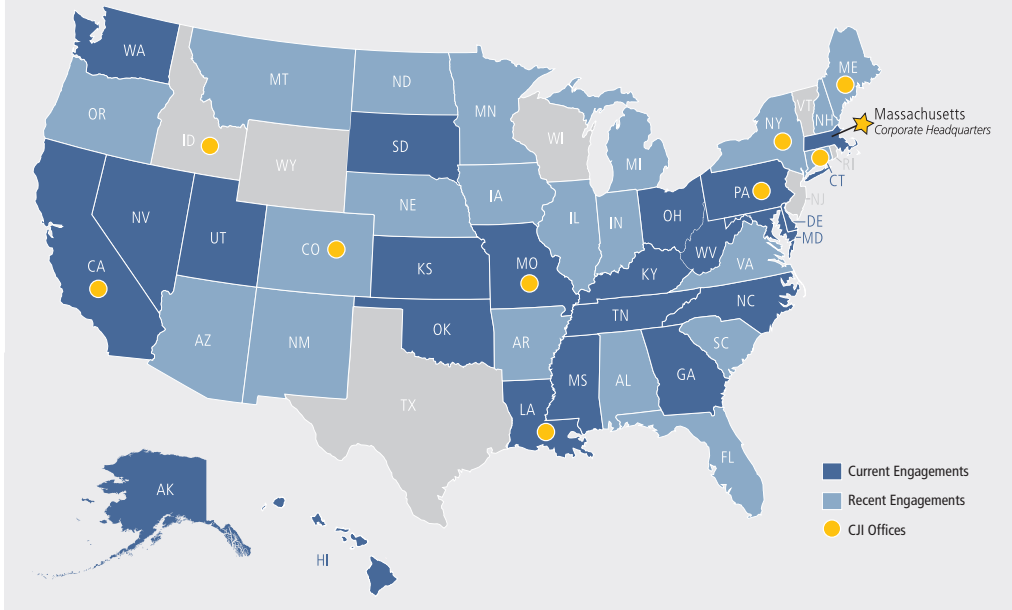 WA
MT
ND
MN
ME
OR
ID
WY
SD
WI
MI
NY
VT
NH
Massachusetts
Corporate Headquarters
RI
CT
NV
UT
CO
NE
IA
IL
IN
OH
PA
NJ
DE
MD
CA
KS
MO
KY
WV
VA
AZ
NM
OK
AR
TN
NC
SC
TX
LA
MS
AL
GA
FL
AK
HI
Current Engagements
Recent Engagements
CJI Offices